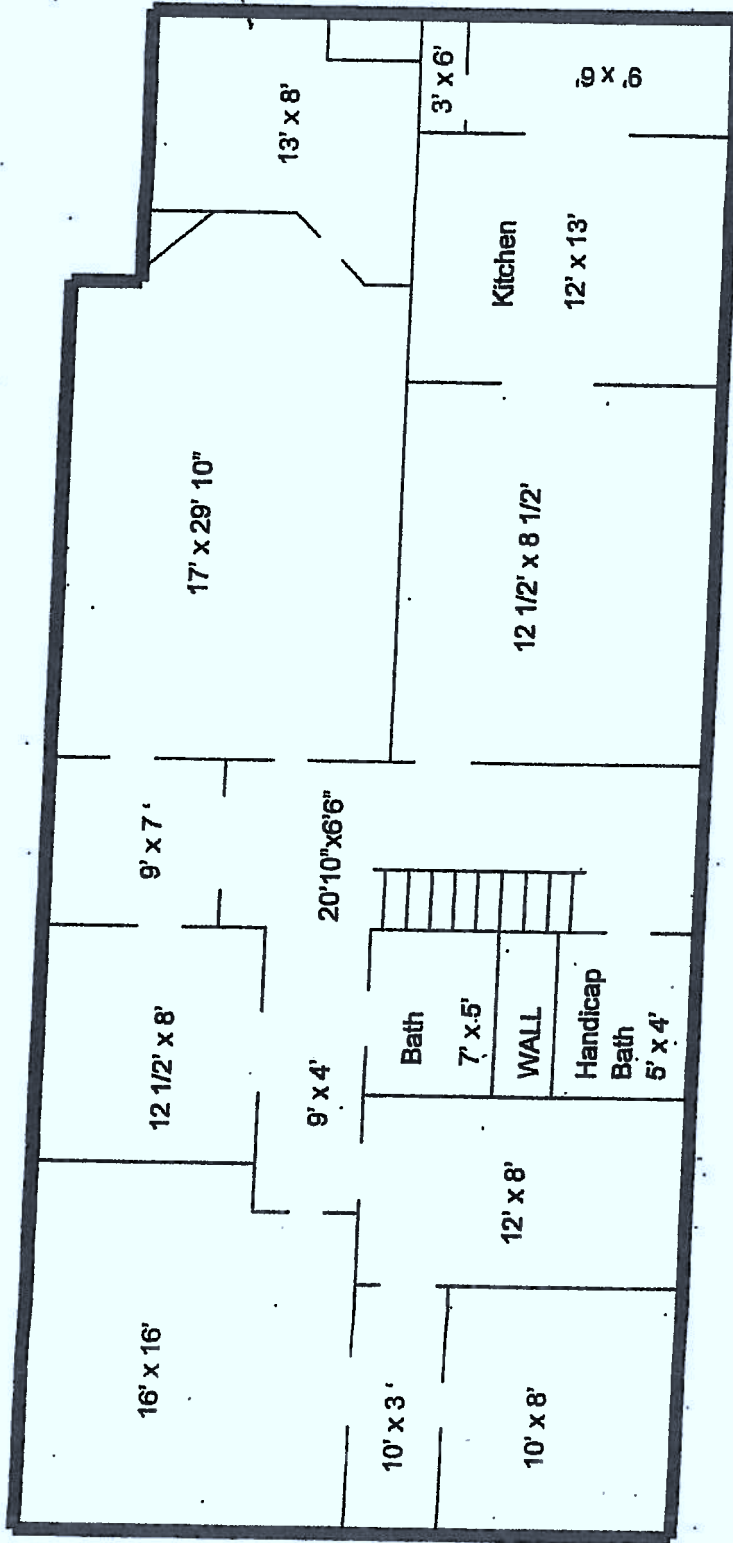 16' x 16'
12 1/2' x 8'
9' x 7 '
17' x 29' 10"
13' x 8'
10' x 3 '
9' x 4'
20'10"x6'6"
3' x 6'
10' x 8'
12' x 8'
Bath
7' x 5'
WALL
Handicap
Bath
5' x 4'
12 1/2' x 8 1/2'
Kitchen
12' x 13'
9' x 6'